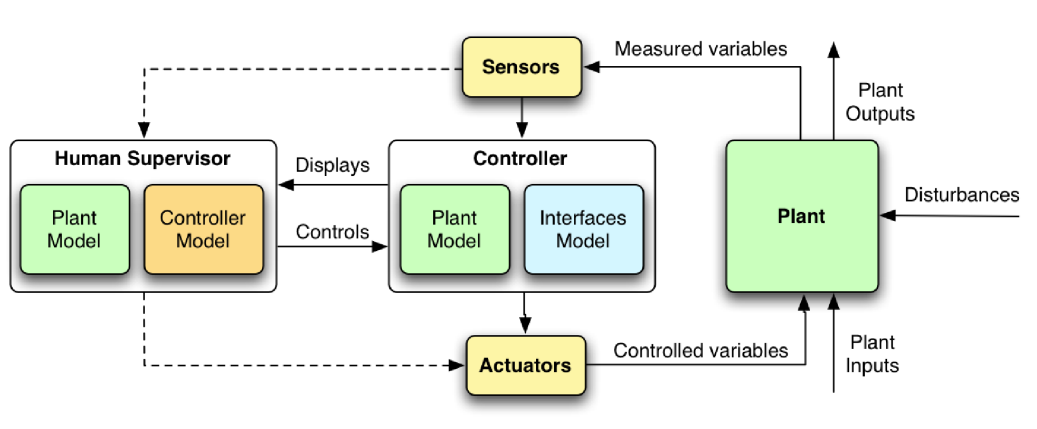 Measured variables
Sensors
Plant
Outputs
Human Supervisor
Displays
Controller
Plant
Model
Controller
Model
Controls
Plant
Model
Interfaces
Model
Plant
Disturbances
Actuators
Controlled variables
Plant
Inputs